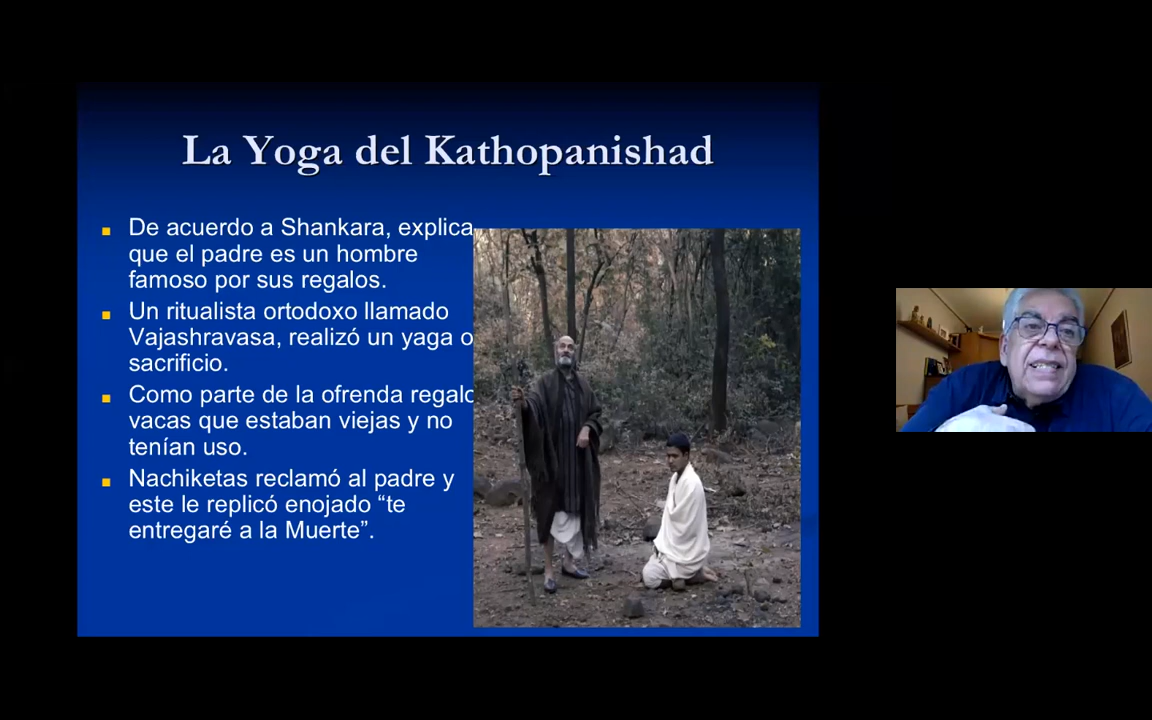 La Yoga del Kathopanishad
De acuerdo a Shankara, explica
que el padre es un hombre
famoso por sus regalos.
Un ritualista ortodoxo llamado
Vajashravasa, realizó un yaga o
sacrificio.
Como parte de la ofrenda regalo
vacas que estaban viejas y no
tenían uso.
Nachiketas reclamó al padre y
este le replicó enojado “te
entregaré a la Muerte”.